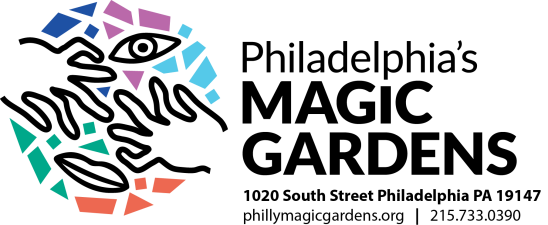 Philadelphia's
MAGIC
GARDENS
1020 South Street Philadelphia PA 19147
phillymagicgardens.org | 215.733.0390